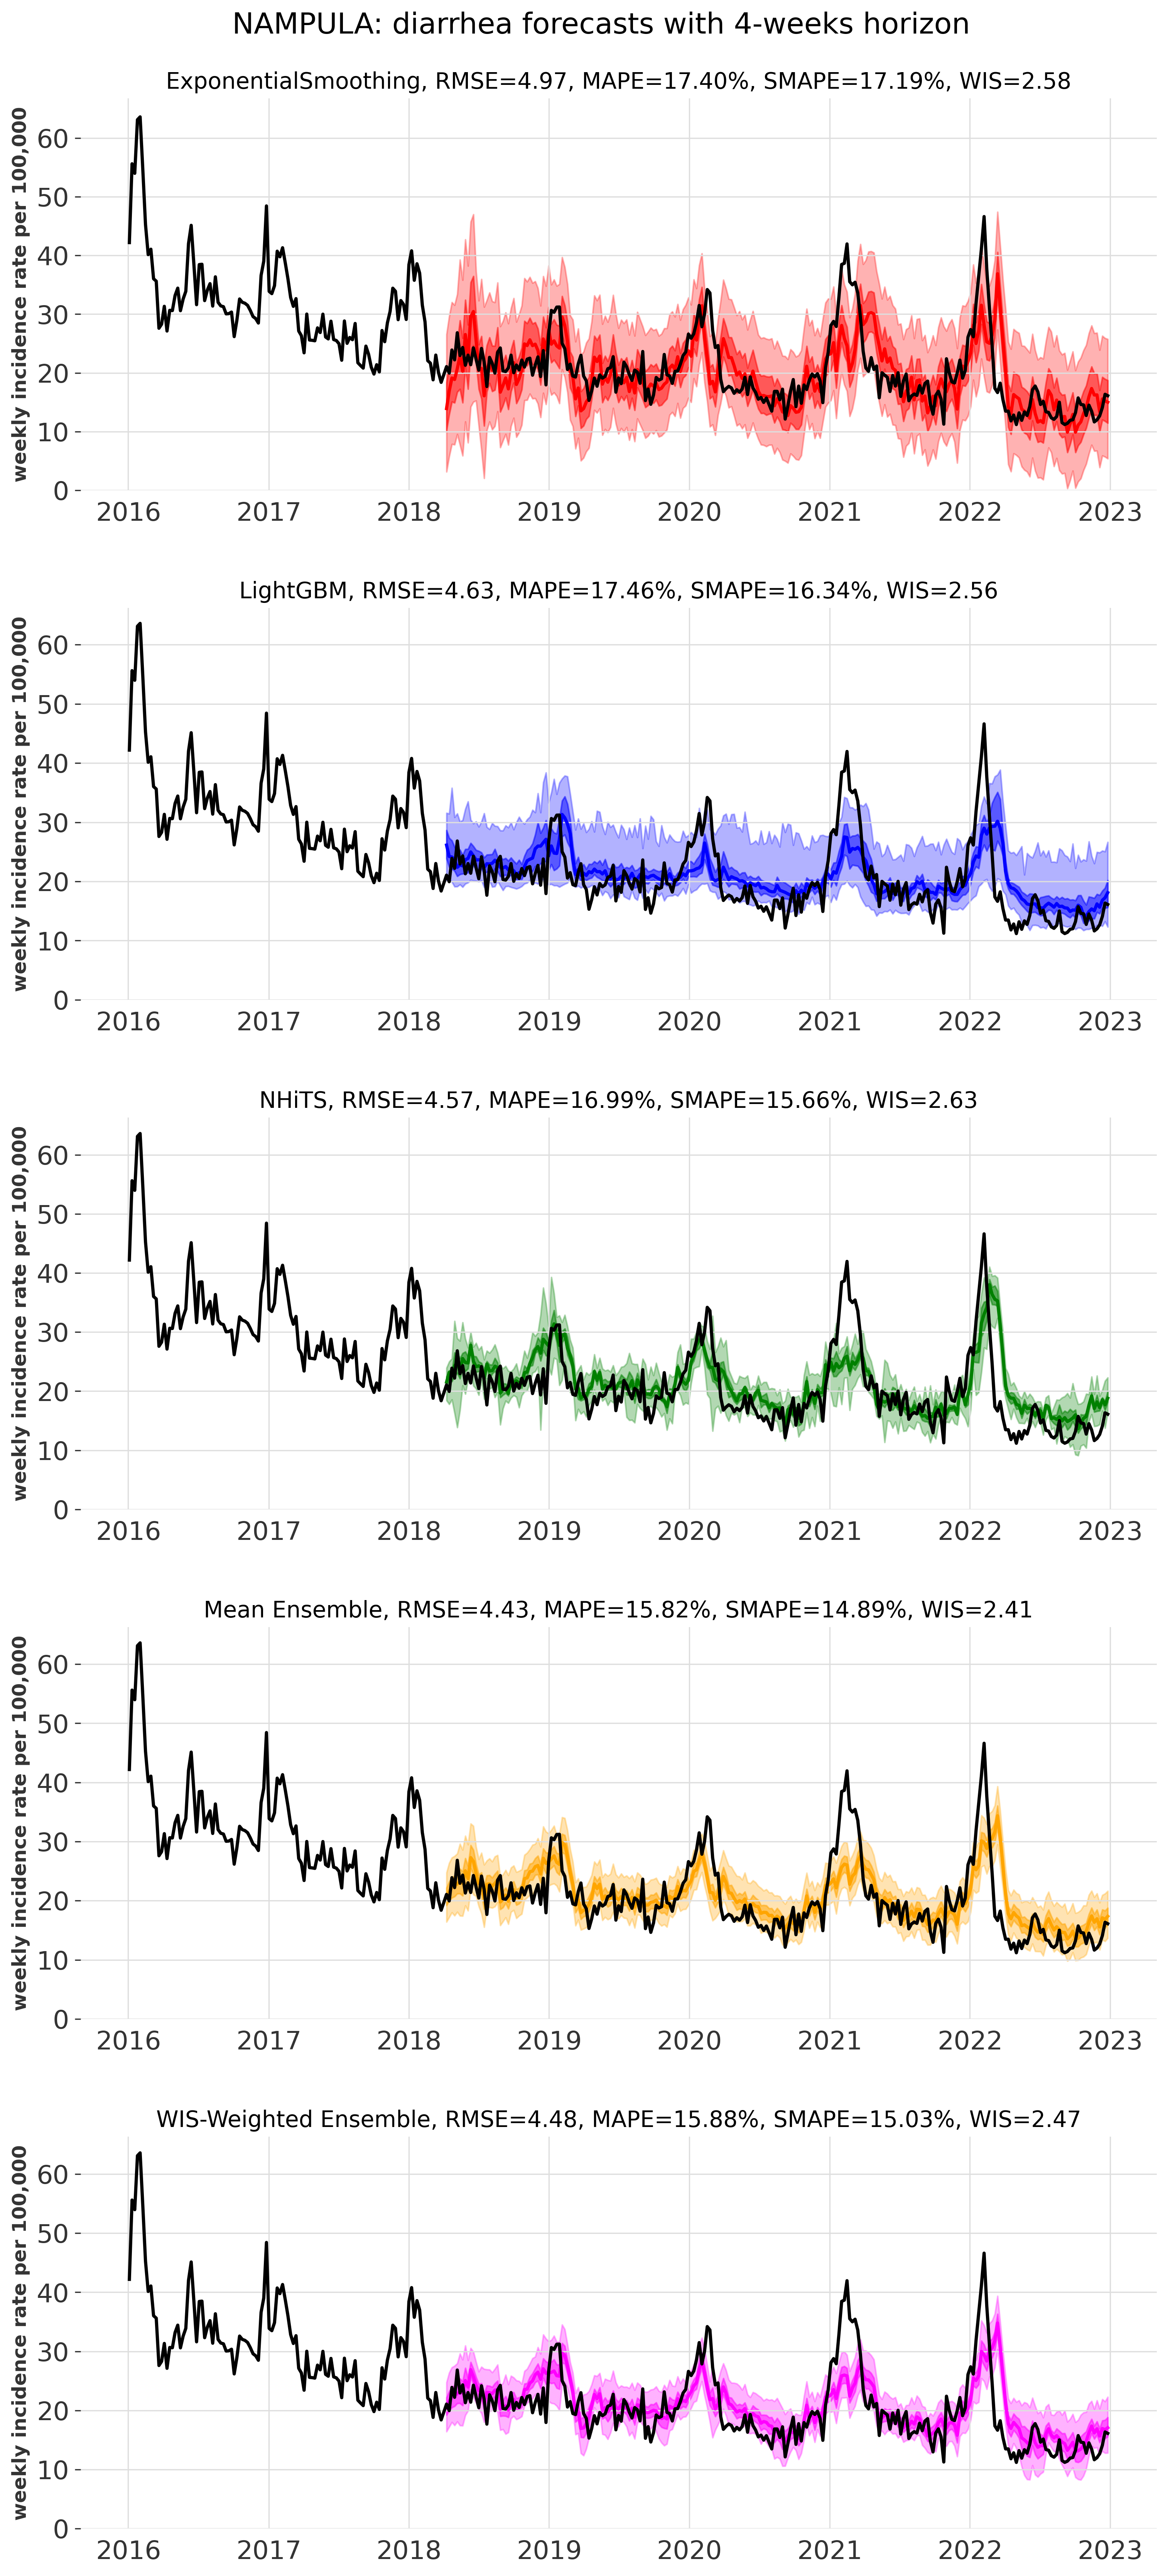 NAMPULA: diarrhea forecasts with 4-weeks horizon
ExponentialSmoothing, RMSE=4.97, MAPE=17.40%, SMAPE=17.19%, WIS=2.58
weekly incidence rate per 100,000
60
50
40
30
20
10
0
2016 2017 2018 2019 2020 2021 2022 2023
LightGBM, RMSE=4.63, MAPE=17.46%, SMAPE=16.34%, WIS=2.56
weekly incidence rate per 100,000
60
50
40
30
20
10
0
2016 2017 2018 2019 2020 2021 2022 2023
NHiTS, RMSE=4.57, MAPE=16.99%, SMAPE=15.66%, WIS=2.63
weekly incidence rate per 100,000
60
50
40
30
20
10
0
2016 2017 2018 2019 2020 2021 2022 2023
Mean Ensemble, RMSE=4.43, MAPE=15.82%, SMAPE=14.89%, WIS=2.41
weekly incidence rate per 100,000
60
50
40
30
20
10
0
2016 2017 2018 2019 2020 2021 2022 2023
WIS-Weighted Ensemble, RMSE=4.48, MAPE=15.88%, SMAPE=15.03%, WIS=2.47
weekly incidence rate per 100,000
60
50
40
30
20
10
0
2016 2017 2018 2019 2020 2021 2022 2023